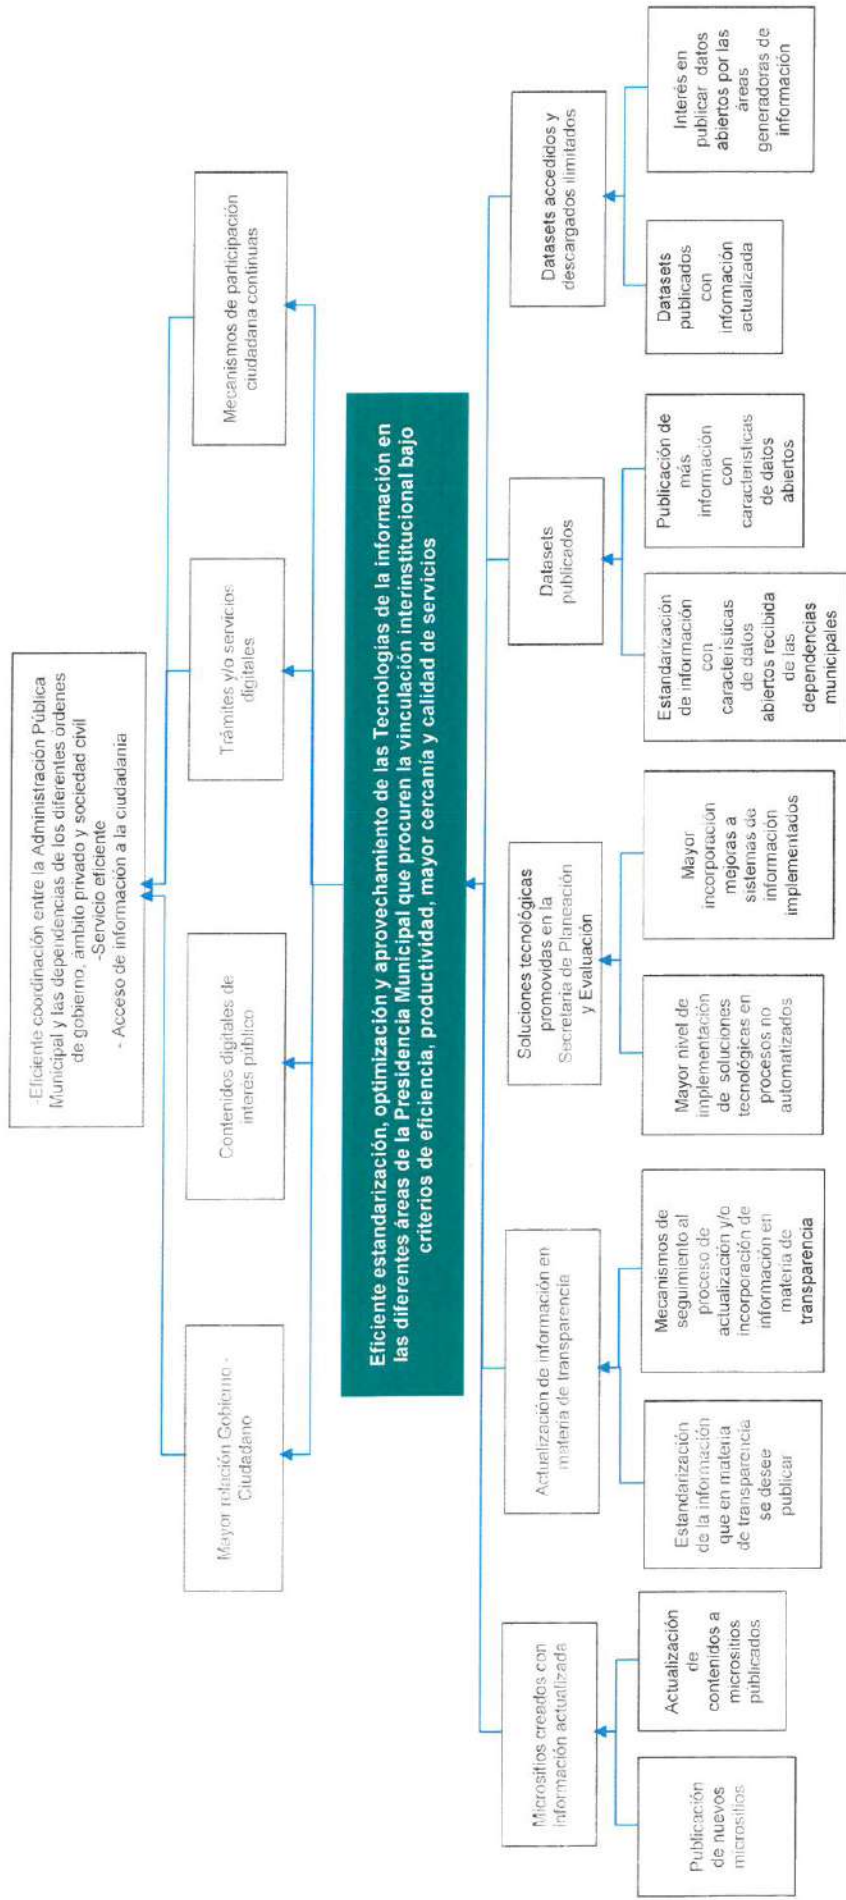 -Eficiente coordinación entre la Administración Pública
Municipal y las dependencias de los diferentes órdenes
de gobierno, ámbito privado y sociedad civil
-Servicio eficiente
- Acceso de información a la ciudadanía
Mayor relación Gobierno -
Ciudadano
Contenidos digitales de
interés público
Trámites y/o servicios
digitales
Mecanismos de participación
ciudadana continuas
Eficiente estandarización, optimización y aprovechamiento de las Tecnologías de la información en
las diferentes áreas de la Presidencia Municipal que procuren la vinculación interinstitucional bajo
criterios de eficiencia, productividad, mayor cercanía y calidad de servicios
Micrositios creados con
información actualizada
Actualización de información en
materia de transparencia
Soluciones tecnológicas
promovidas en la
Secretaría de Planeación
y Evaluación
Datasets
publicados
Datasets accedidos y
descargados ilimitados
Publicación
de nuevos
micrositios
Actualización
de
contenidos a
micrositios
publicados
Estandarización
de la información
que en materia
de transparencia
se desee
publicar
Mecanismos de
seguimiento al
proceso de
actualización y/o
incorporación de
información en
materia de
transparencia
Mayor nivel de
implementación
de soluciones
tecnológicas en
procesos no
automatizados
Mayor
incorporación
mejoras a
sistemas de
información
implementados
Estandarización
de información
con
características
de datos
abiertos recibida
de las
dependencias
municipales
Publicación de
más
información
con
características
de datos
abiertos
Datasets
publicados
con
información
actualizada
Interés en
publicar datos
abiertos por las
áreas
generadoras de
información